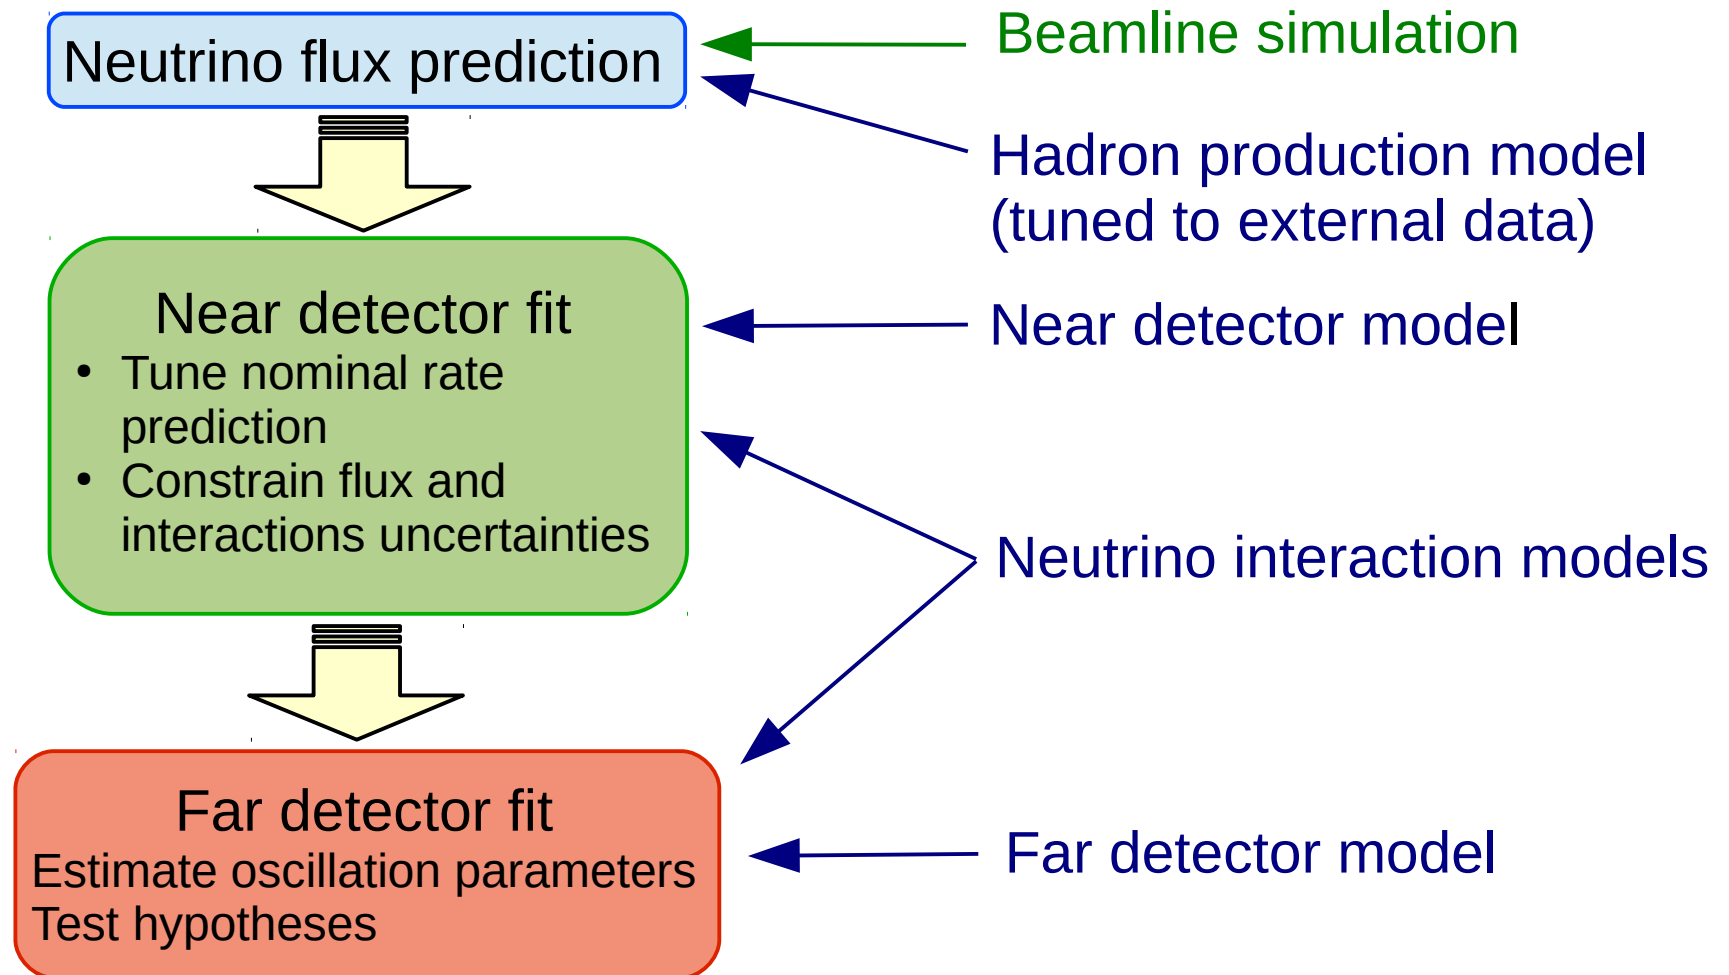 Neutrino flux prediction
Beamline simulation
Hadron production model
(tuned to external data)
Near detector fit
• Tune nominal rate
prediction
• Constrain flux and
interactions uncertainties
Near detector model
Neutrino interaction models
Far detector fit
Estimate oscillation parameters
Test hypotheses
Far detector model